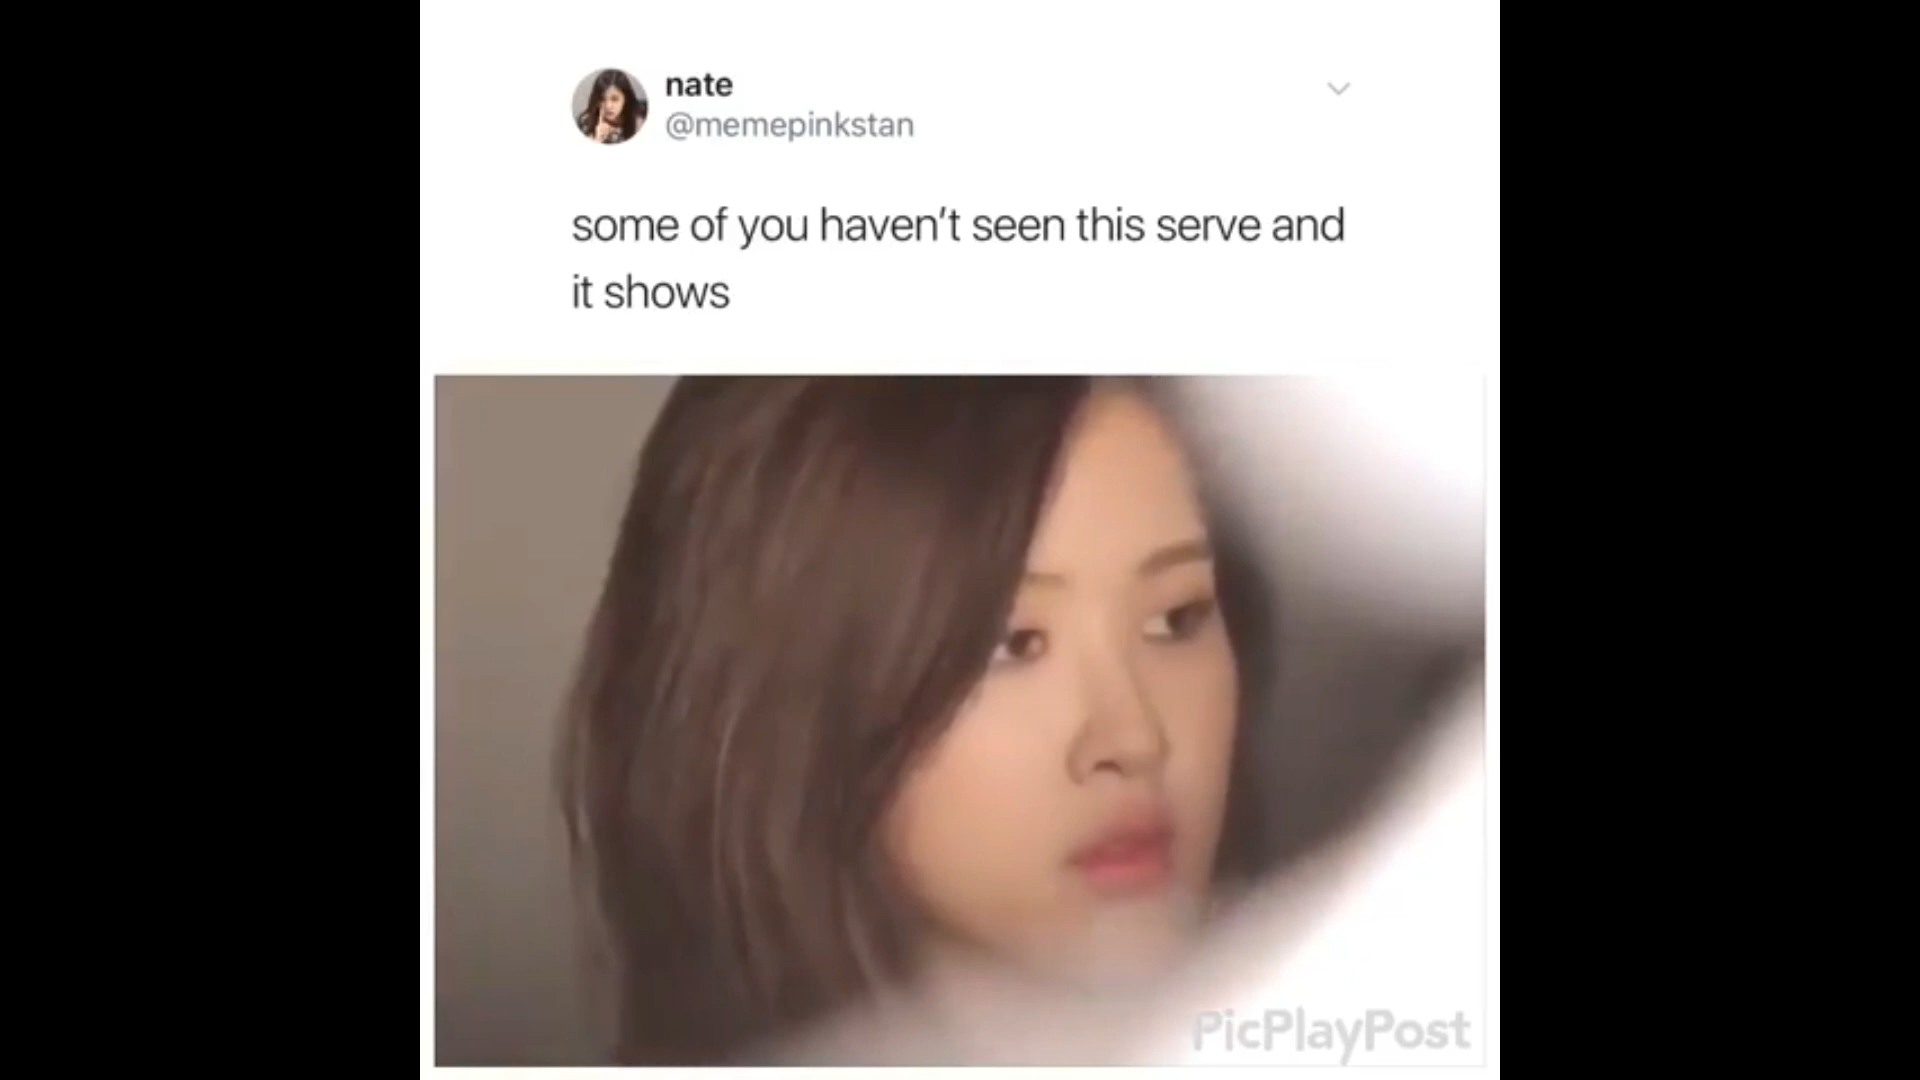 nate
@memepinkstan
some of you haven't seen this serve and
it shows
PicPlayPost